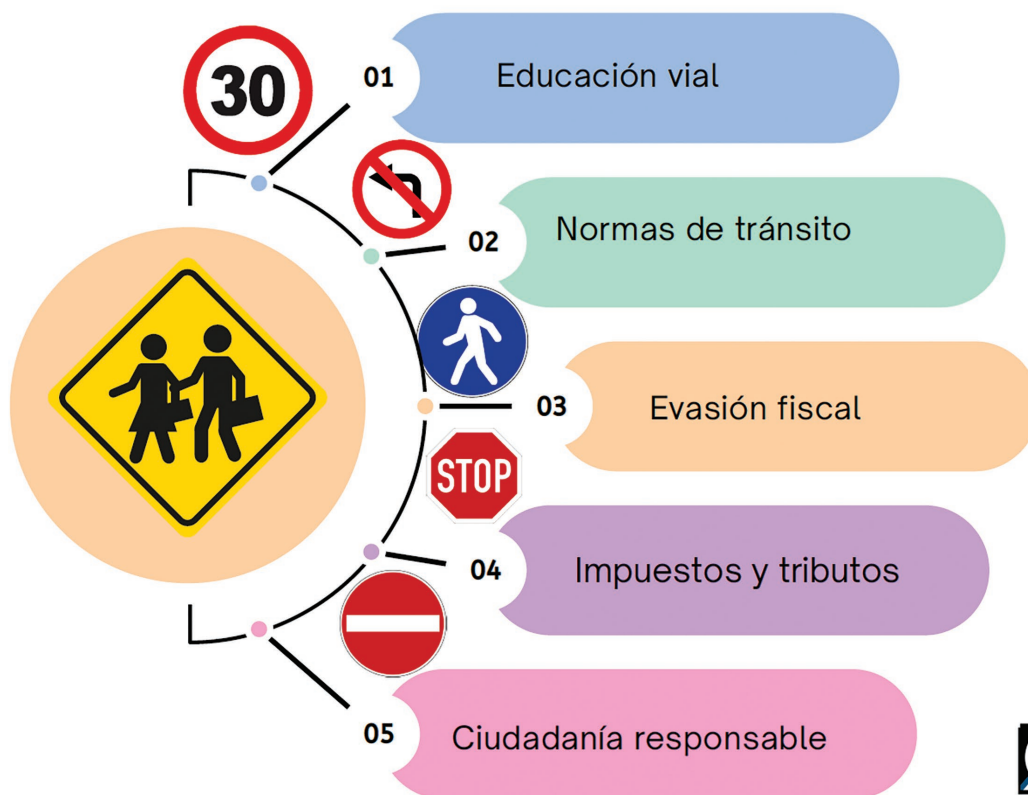 30
01
Educación vial
02
Normas de tránsito
03
Evasión fiscal
STOP
04
Impuestos y tributos
05
Ciudadanía responsable